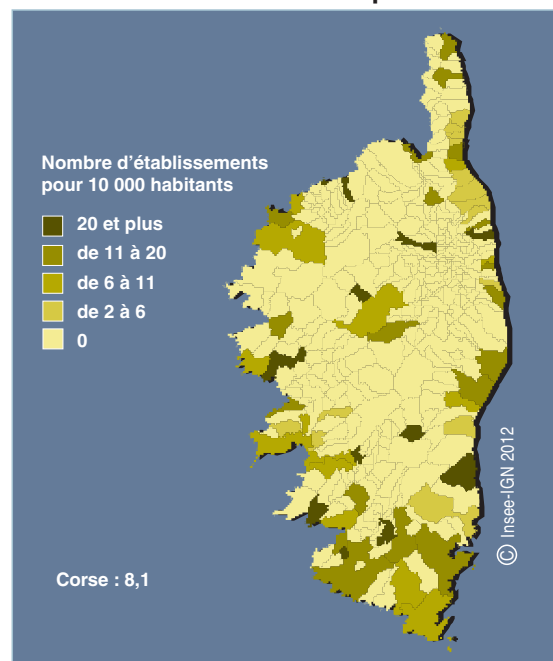 Nombre d'établissements
pour 10 000 habitants
20 et plus
de 11 à 20
de 6 à 11
de 2 à 6
0
Corse : 8,1
© Insee-IGN 2012